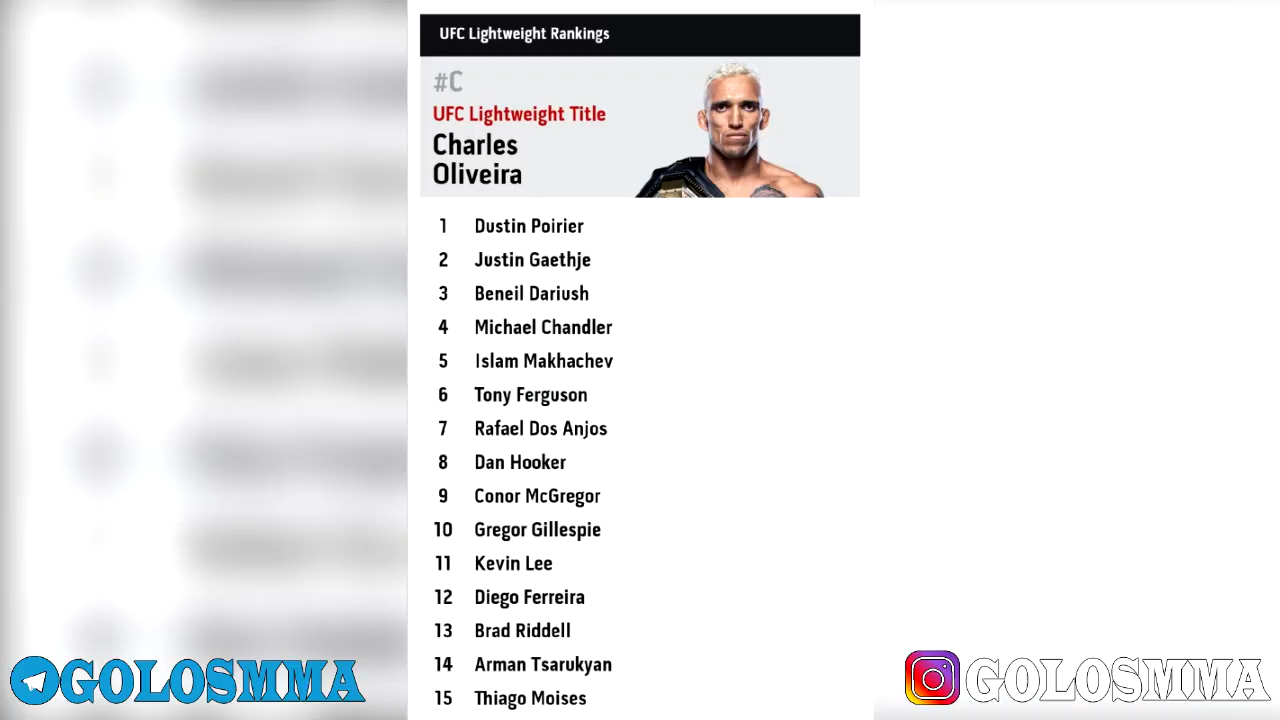 UFC Lightweight Rankings
#C
UFC Lightweight Title
Charles
Oliveira
1 Dustin Poirier
2 Justin Gaethje
3 Beneil Dariush
4 Michael Chandler
5 Islam Makhachev
6 Tony Ferguson
7 Rafael Dos Anjos
8 Dan Hooker
9 Conor McGregor
10 Gregor Gillespie
11 Kevin Lee
12 Diego Ferreira
13 Brad Riddell
14 Arman Tsarukyan
15 Thiago Moises
GOLOSMMA
GOLOSMMA